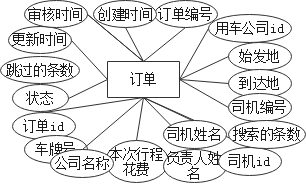 审核时间
创建时间
订单编号
更新时间
用车公司id
跳过的条数
始发地
订单
到达地
状态
司机编号
订单id
司机姓名
搜索的条数
车牌号
公司名称
本次行程
花费
负责人姓
名
司机id